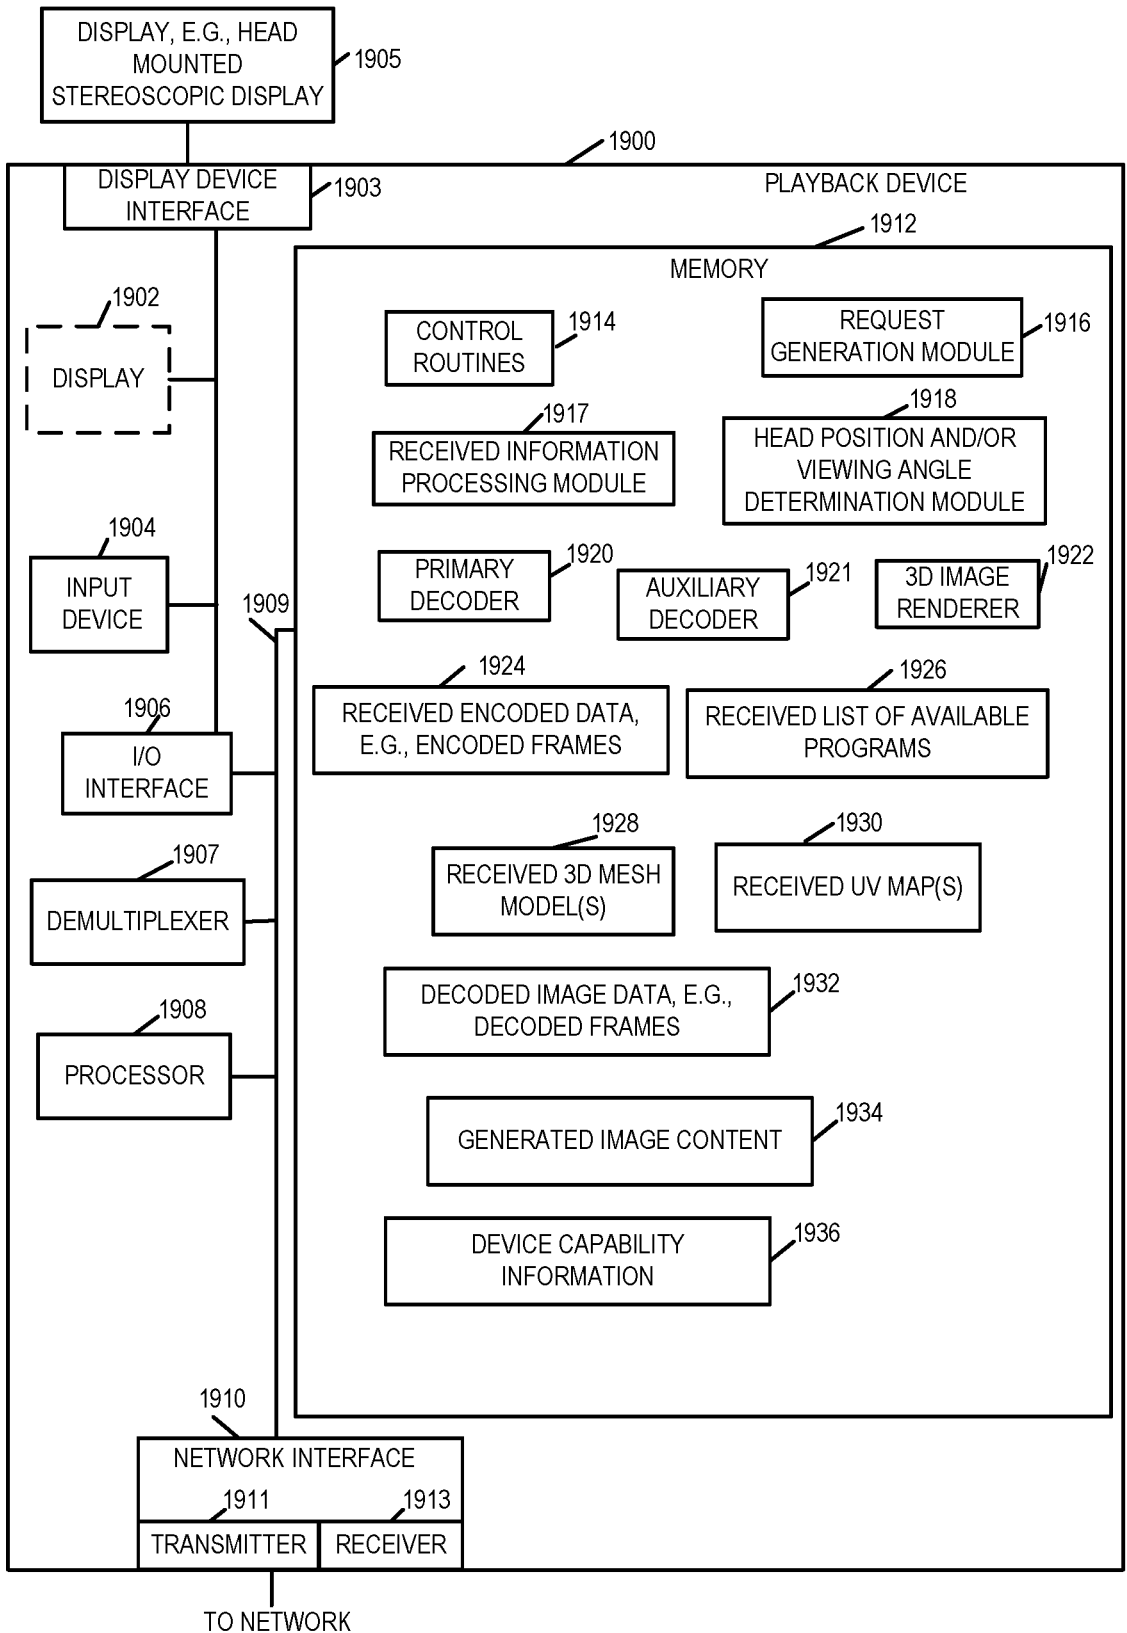 DISPLAY, E.G., HEAD
MOUNTED
STEREOSCOPIC DISPLAY
1905
1900
DISPLAY DEVICE
INTERFACE
1903
PLAYBACK DEVICE
1912
MEMORY
1902
DISPLAY
CONTROL
ROUTINES
1914
REQUEST
GENERATION MODULE
1916
1917
RECEIVED INFORMATION
PROCESSING MODULE
1918
HEAD POSITION AND/OR
VIEWING ANGLE
DETERMINATION MODULE
1904
INPUT
DEVICE
PRIMARY
DECODER
1920
AUXILIARY
DECODER
1921
3D IMAGE
RENDERER
1922
1909
1924
RECEIVED ENCODED DATA,
E.G., ENCODED FRAMES
1926
RECEIVED LIST OF AVAILABLE
PROGRAMS
1906
I/O
INTERFACE
1928
RECEIVED 3D MESH
MODEL(S)
1930
RECEIVED UV MAP(S)
1907
DEMULTIPLEXER
DECODED IMAGE DATA, E.G.,
DECODED FRAMES
1932
1908
PROCESSOR
GENERATED IMAGE CONTENT
1934
DEVICE CAPABILITY
INFORMATION
1936
1910
NETWORK INTERFACE
1911
1913
TRANSMITTER
RECEIVER
TO NETWORK